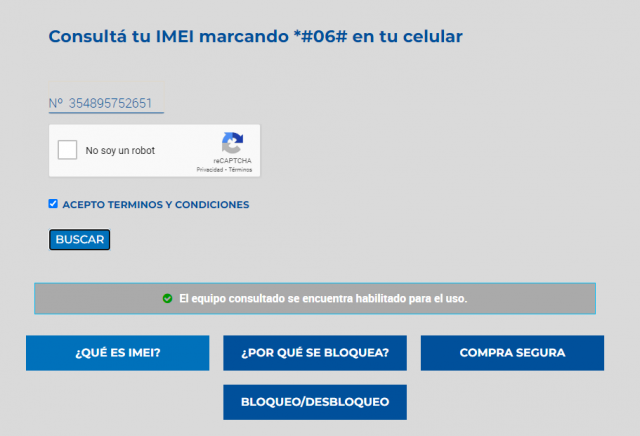 Consultá tu IMEI marcando *#06# en tu celular
Nº 354895752651
No soy un robot
reCAPTCHA
Privacidad - Términos
ACEPTO TERMINOS Y CONDICIONES
BUSCAR
El equipo consultado se encuentra habilitado para el uso.
¿QUÉ ES IMEI?
¿POR QUÉ SE BLOQUEA?
COMPRA SEGURA
BLOQUEO/DESBLOQUEO